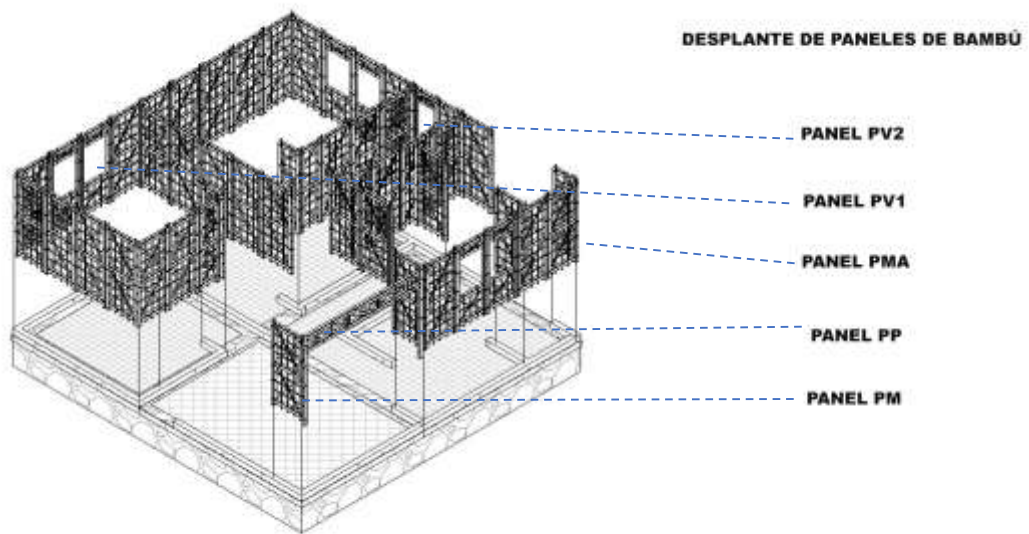 DESPLANTE DE PANELES DE BAMBÚ
PANEL PV2
PANEL PV1
PANEL PMA
PANEL PP
PANEL PM